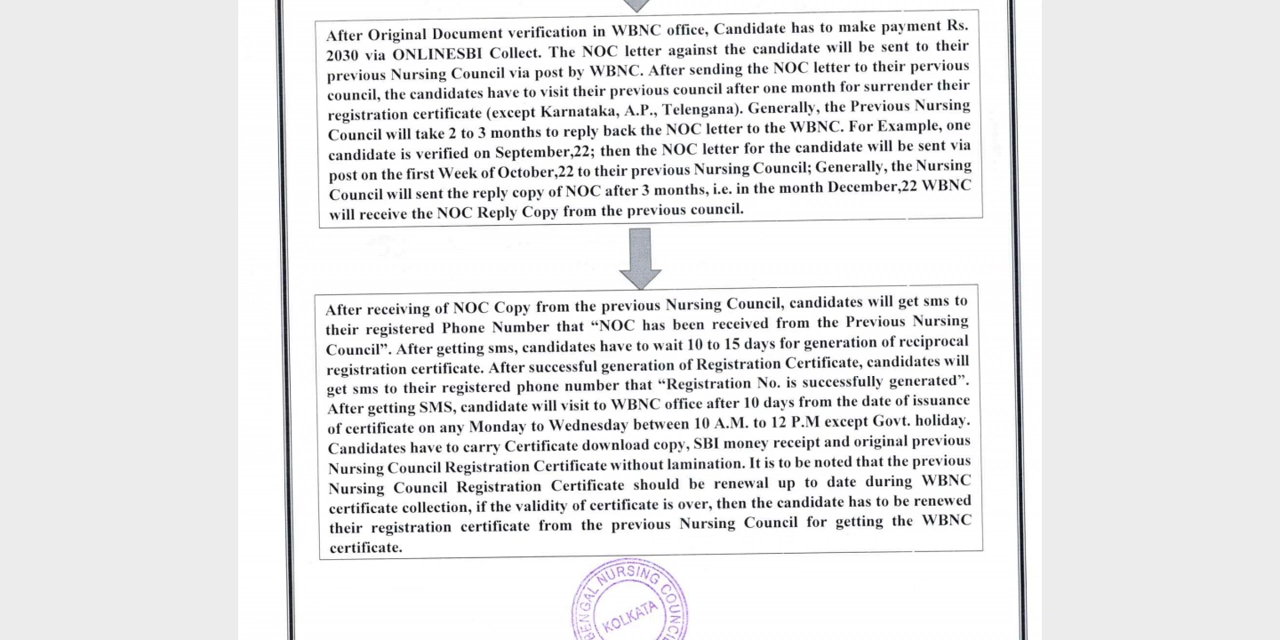 After Original Document verification in WBNC office, Candidate has to make payment Rs.
2030 via ONLINESBI Collect. The NOC letter against the candidate will be sent to their
previous Nursing Council via post by WBNC. After sending the NOC letter to their pervious
council, the candidates have to visit their previous council after one month for surrender their
registration certificate (except Karnataka, A.P., Telengana). Generally, the Previous Nursing
Council will take 2 to 3 months to reply back the NOC letter to the WBNC. For Example, one
candidate is verified on September,22; then the NOC letter for the candidate will be sent via
post on the first Week of October,22 to their previous Nursing Council; Generally, the Nursing
Council will sent the reply copy of NOC after 3 months, i.e. in the month December,22 WBNC
will receive the NOC Reply Copy from the previous council.
After receiving of NOC Copy from the previous Nursing Council, candidates will get sms to
their registered Phone Number that “NOC has been received from the Previous Nursing
Council”. After getting sms, candidates have to wait 10 to 15 days for generation of reciprocal
registration certificate. After successful generation of Registration Certificate, candidates will
get sms to their registered phone number that “Registration No. is successfully generated”.
After getting SMS, candidate will visit to WBNC office after 10 days from the date of issuance
of certificate on any Monday to Wednesday between 10 A.M. to 12 P.M except Govt. holiday.
Candidates have to carry Certificate download copy, SBI money receipt and original previous
Nursing Council Registration Certificate without lamination. It is to be noted that the previous
Nursing Council Registration Certificate should be renewal up to date during WBNC
certificate collection, if the validity of certificate is over, then the candidate has to be renewed
their registration certificate from the previous Nursing Council for getting the WBNC
certificate.
BENGAL NURSING COUNCIL
KOLKATA